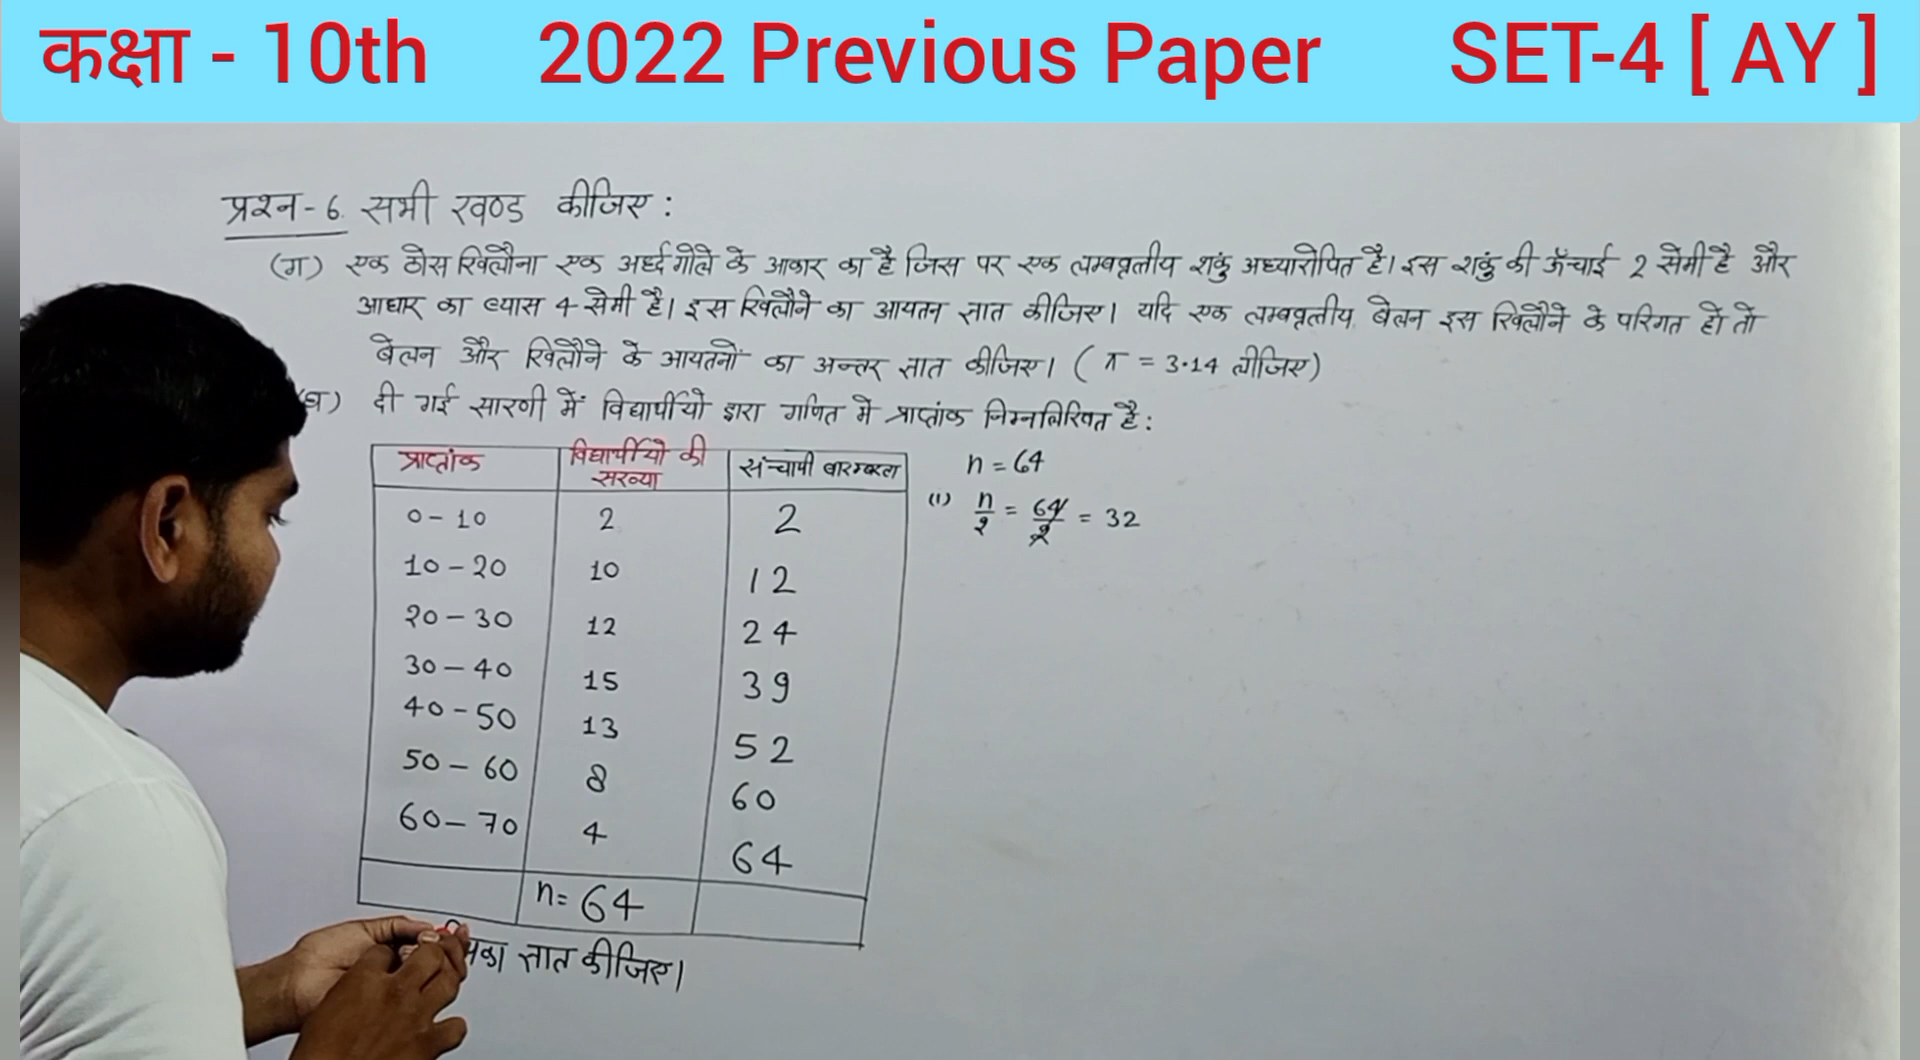 कक्षा - 10th 2022 Previous Paper SET-4 [ AY ]
प्रश्न-6. सभी खण्ड कीजिए :
(ग) एक ठोस खिलौना एक अर्द्धगोले के आकार का है जिस पर एक लम्बवृत्तीय शंकु अध्यारोपित है। इस शंकु की ऊँचाई 2 सेमी है और
आधार का व्यास 4 सेमी है। इस खिलौने का आयतन ज्ञात कीजिए। यदि एक लम्बवृत्तीय बेलन इस खिलौने के परिगत हो तो
बेलन और खिलौने के आयतनों का अन्तर ज्ञात कीजिए। ( π = 3.14 लीजिए)
घ) दी गई सारणी में विद्यार्थीयो द्वारा गणित मे प्राप्तांक निम्नलिखित है :
प्राप्तांक विद्यार्थीयो की संचायी बारम्बारता
सख्या
0 - 10 2 2
10 - 20 10 12
20 - 30 12 24
30 - 40 15 39
40 - 50 13 52
50 - 60 8 60
60 - 70 4 64
n = 64
ज्ञात कीजिए।
n = 64
(1) n/2 = 64/2 = 32